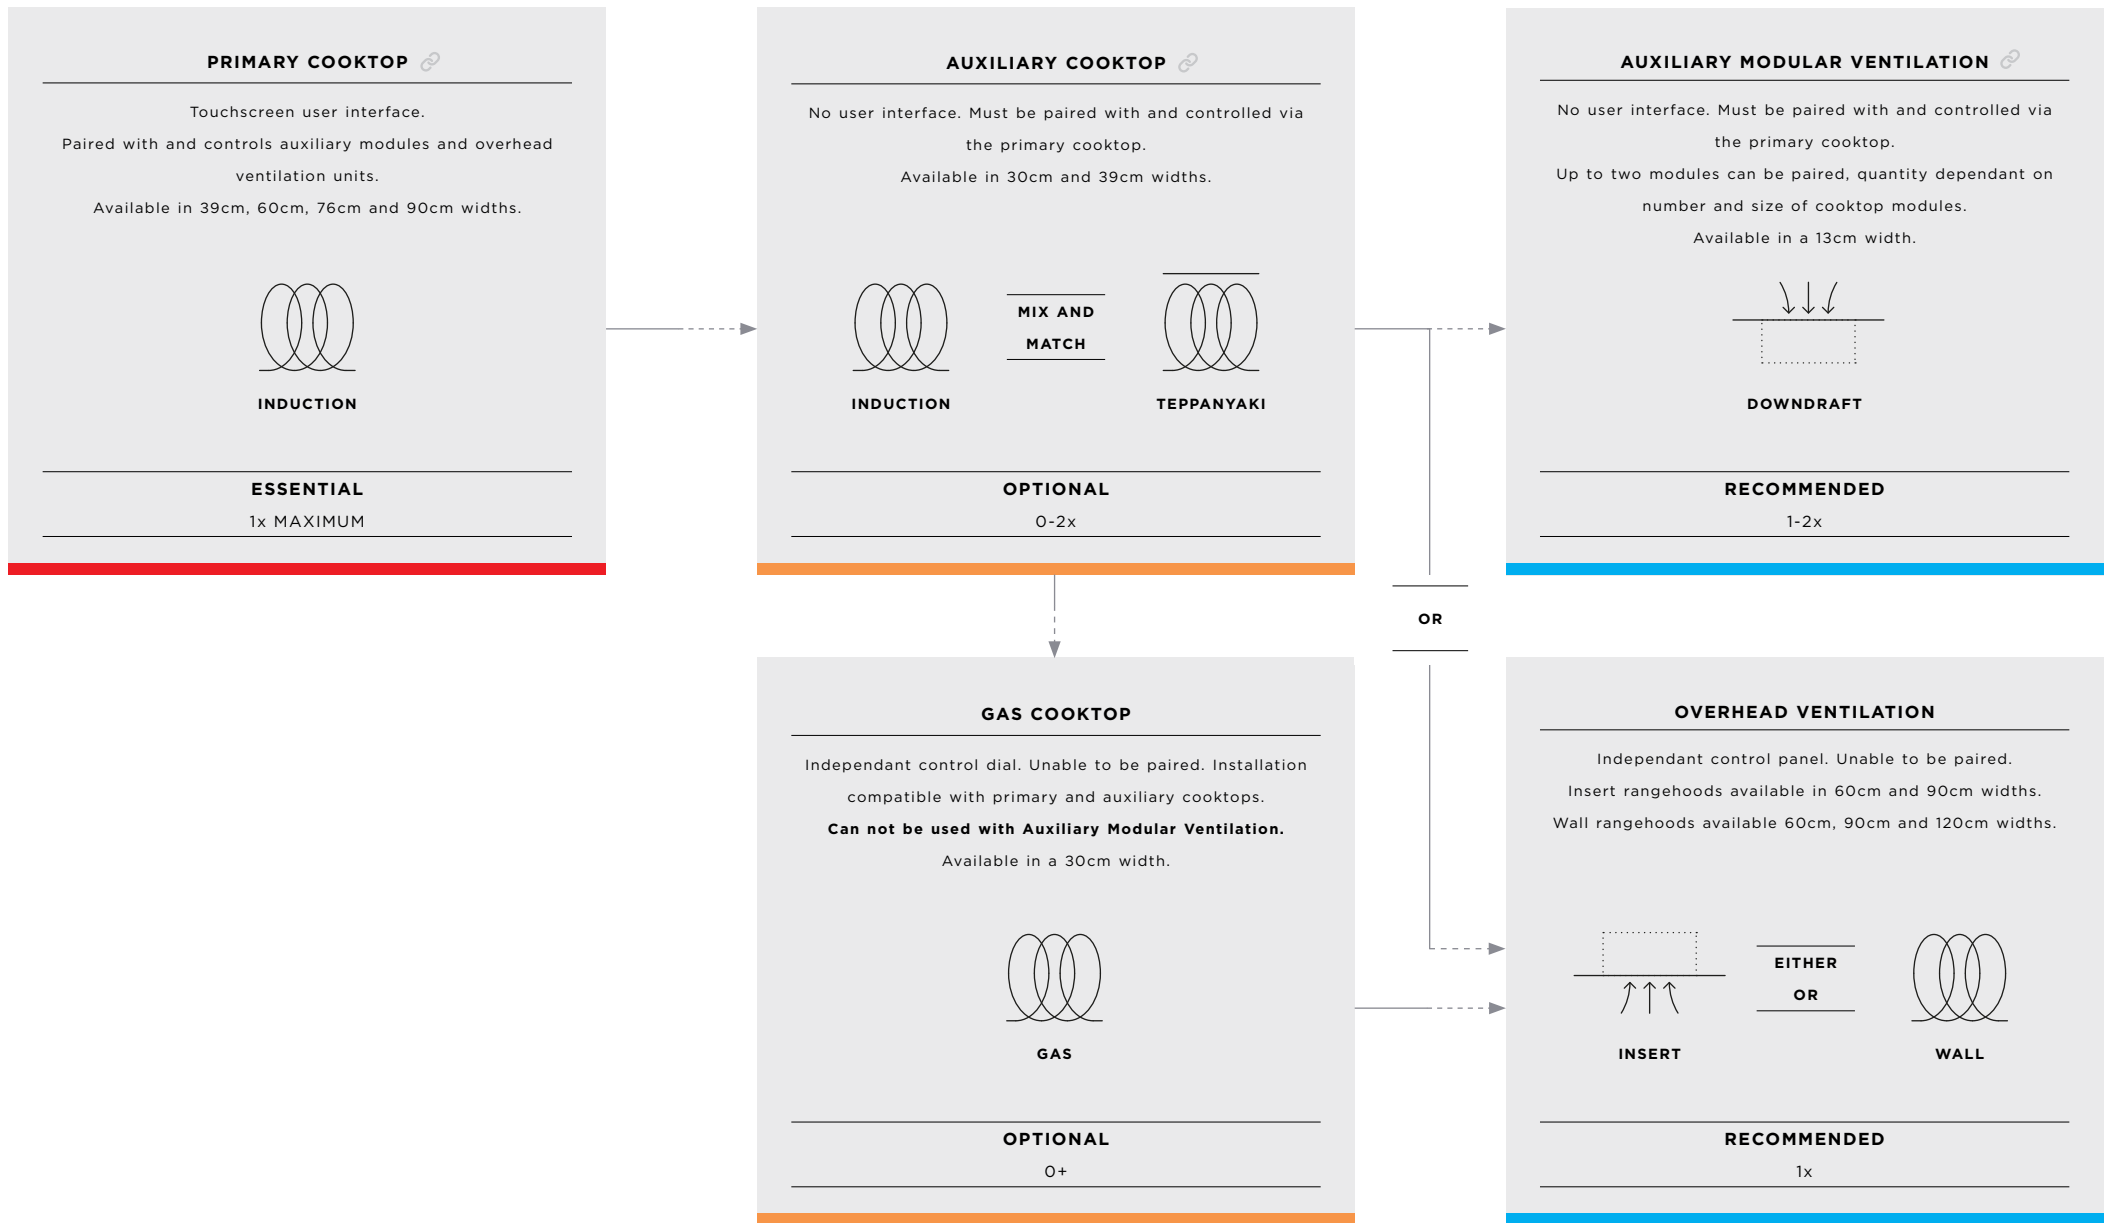 PRIMARY COOKTOP
Touchscreen user interface.
Paired with and controls auxiliary modules and overhead
ventilation units.
Available in 39cm, 60cm, 76cm and 90cm widths.
INDUCTION
ESSENTIAL
1x MAXIMUM
AUXILIARY COOKTOP
No user interface. Must be paired with and controlled via
the primary cooktop.
Available in 30cm and 39cm widths.
MIX AND
MATCH
INDUCTION
TEPPANYAKI
OPTIONAL
0-2x
AUXILIARY MODULAR VENTILATION
No user interface. Must be paired with and controlled via
the primary cooktop.
Up to two modules can be paired, quantity dependant on
number and size of cooktop modules.
Available in a 13cm width.
DOWNDRAFT
RECOMMENDED
1-2x
OR
GAS COOKTOP
Independant control dial. Unable to be paired. Installation
compatible with primary and auxiliary cooktops.
Can not be used with Auxiliary Modular Ventilation.
Available in a 30cm width.
GAS
OPTIONAL
0+
OVERHEAD VENTILATION
Independant control panel. Unable to be paired.
Insert rangehoods available in 60cm and 90cm widths.
Wall rangehoods available 60cm, 90cm and 120cm widths.
EITHER
OR
INSERT
WALL
RECOMMENDED
1x